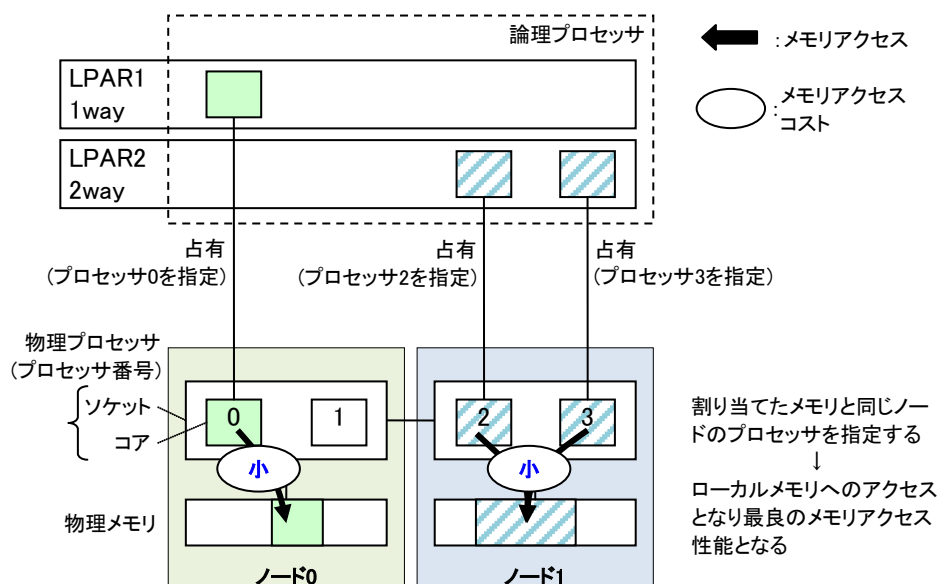 論理プロセッサ
:メモリアクセス
LPAR1
1way
:メモリアクセス
コスト
LPAR2
2way
占有
(プロセッサ0を指定)
占有
(プロセッサ2を指定)
占有
(プロセッサ3を指定)
物理プロセッサ
(プロセッサ番号)
ソケット
コア
0
1
2
3
小
小
物理メモリ
ノード0
ノード1
割り当てたメモリと同じノー
ドのプロセッサを指定する
↓
ローカルメモリへのアクセス
となり最良のメモリアクセス
性能となる